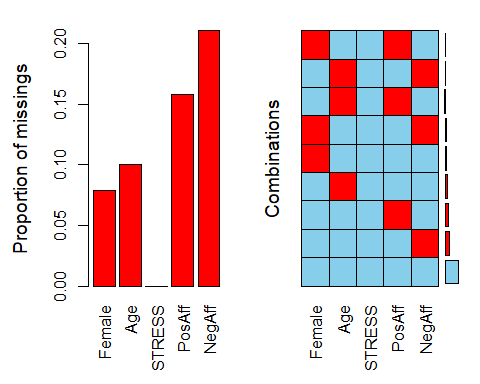 Proportion of missings
0.20
0.15
0.10
0.05
0.00
Female
Age
STRESS
PosAff
NegAff
Combinations
Female
Age
STRESS
PosAff
NegAff